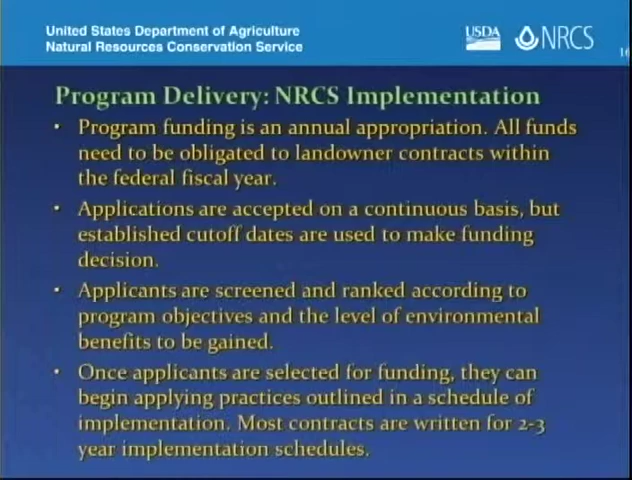 United States Department of Agriculture
Natural Resources Conservation Service
USDA
NRCS
16
Program Delivery: NRCS Implementation
• Program funding is an annual appropriation. All funds
need to be obligated to landowner contracts within
the federal fiscal year.
• Applications are accepted on a continuous basis, but
established cutoff dates are used to make funding
decision.
• Applicants are screened and ranked according to
program objectives and the level of environmental
benefits to be gained.
• Once applicants are selected for funding, they can
begin applying practices outlined in a schedule of
implementation. Most contracts are written for 2-3
year implementation schedules.